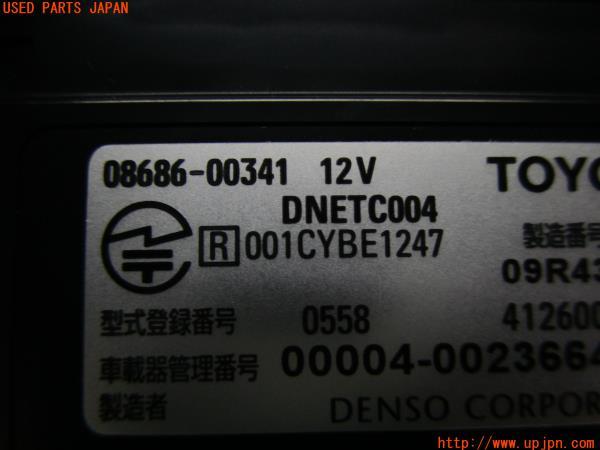 USED PARTS JAPAN
08686-00341 12V TOYO
DNETC004
R 001CYBE1247 製造番号
09R43
型式登録番号 0558 412600
車載器管理番号 00004-0023664
製造者 DENSO CORPOR
http://www.upjpn.com/